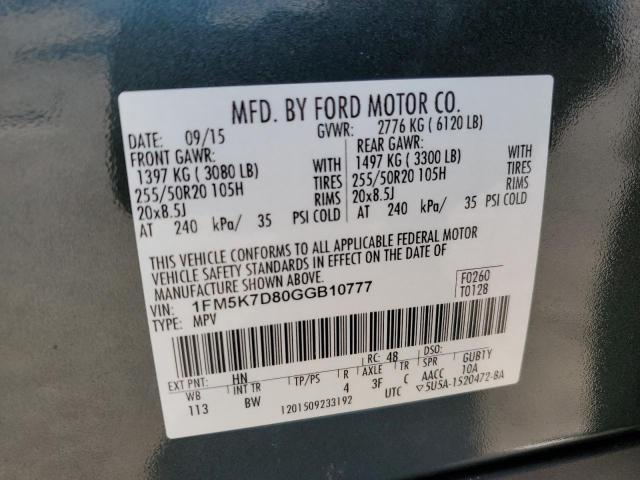 MFD. BY FORD MOTOR CO.
DATE: 09/15 GVWR: 2776 KG ( 6120 LB)
FRONT GAWR: REAR GAWR:
1397 KG ( 3080 LB) WITH 1497 KG ( 3300 LB) WITH
255/50R20 105H TIRES 255/50R20 105H TIRES
20x8.5J RIMS 20x8.5J RIMS
AT 240 kPa/ 35 PSI COLD AT 240 kPa/ 35 PSI COLD
THIS VEHICLE CONFORMS TO ALL APPLICABLE FEDERAL MOTOR
VEHICLE SAFETY STANDARDS IN EFFECT ON THE DATE OF
MANUFACTURE SHOWN ABOVE.
VIN: 1FM5K7D80GGB10777 F0260
TYPE: MPV T0128
EXT PNT: HN RC: 48 DSO:
WB INT TR TP/PS R AXLE TR SPR GUBTY
113 BW 4 3F C AACC 10A
1201509233192 UTC ▽5U5A-1520472-BA